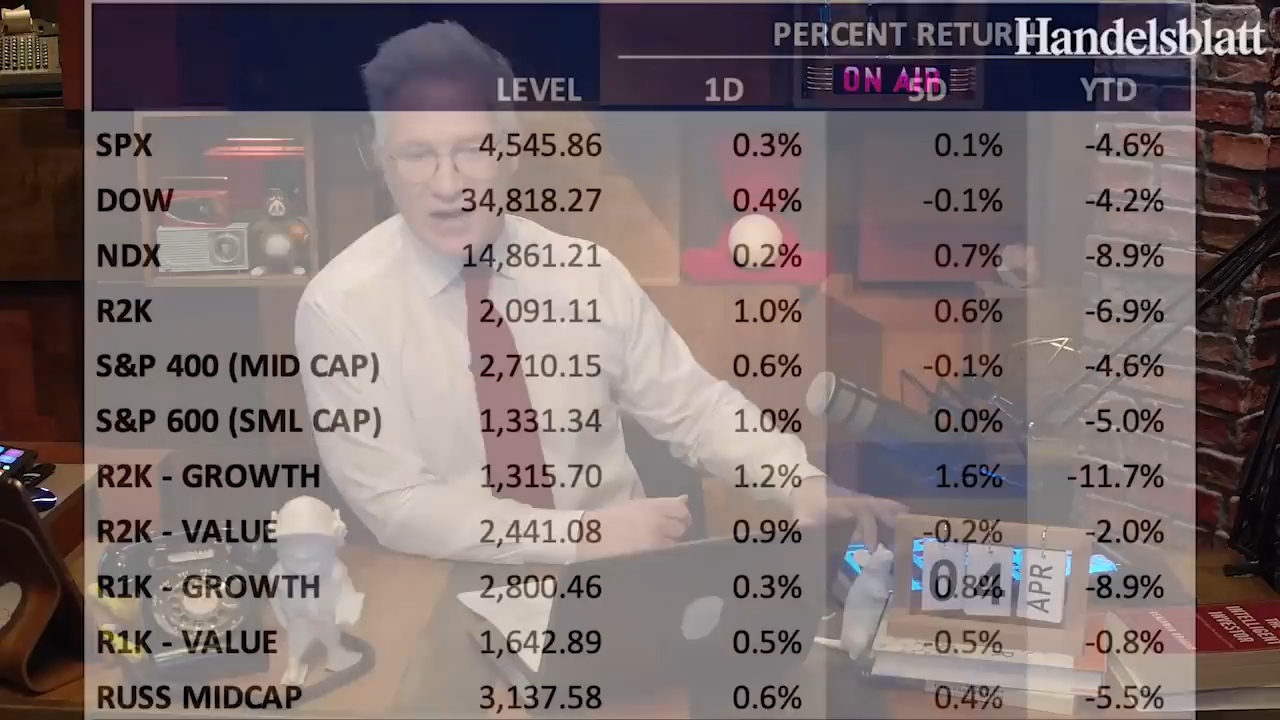 PERCENT RETURN
Handelsblatt
ON AIR
LEVEL 1D 5D YTD
SPX 4,545.86 0.3% 0.1% -4.6%
DOW 34,818.27 0.4% -0.1% -4.2%
NDX 14,861.21 0.2% 0.7% -8.9%
R2K 2,091.11 1.0% 0.6% -6.9%
S&P 400 (MID CAP) 2,710.15 0.6% -0.1% -4.6%
S&P 600 (SML CAP) 1,331.34 1.0% 0.0% -5.0%
R2K - GROWTH 1,315.70 1.2% 1.6% -11.7%
R2K - VALUE 2,441.08 0.9% -0.2% -2.0%
R1K - GROWTH 2,800.46 0.3% 0.8% -8.9%
04 APR
R1K - VALUE 1,642.89 0.5% -0.5% -0.8%
INTELLIGENT
INVESTOR
RUSS MIDCAP 3,137.58 0.6% 0.4% -5.5%